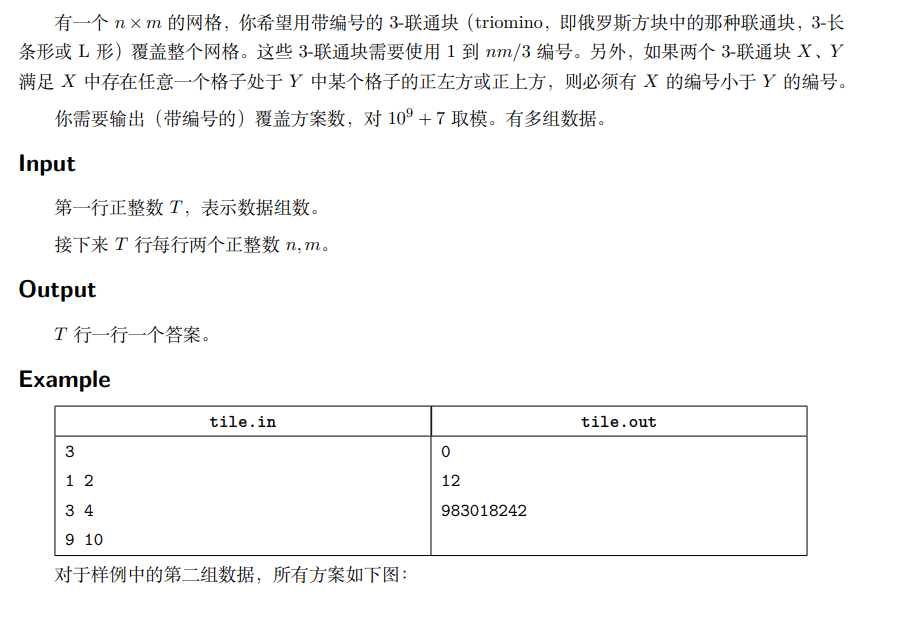 有一个 n × m 的网格，你希望用带编号的 3-联通块（triomino，即俄罗斯方块中的那种联通块，3-长
条形或 L 形）覆盖整个网格。这些 3-联通块需要使用 1 到 nm/3 编号。另外，如果两个 3-联通块 X、Y
满足 X 中存在任意一个格子处于 Y 中某个格子的正左方或正上方，则必须有 X 的编号小于 Y 的编号。
你需要输出（带编号的）覆盖方案数，对 10⁹ + 7 取模。有多组数据。
Input
第一行正整数 T，表示数据组数。
接下来 T 行每行两个正整数 n, m。
Output
T 行一行一个答案。
Example
tile.in tile.out
3 0
1 2 12
3 4 983018242
9 10
对于样例中的第二组数据，所有方案如下图：